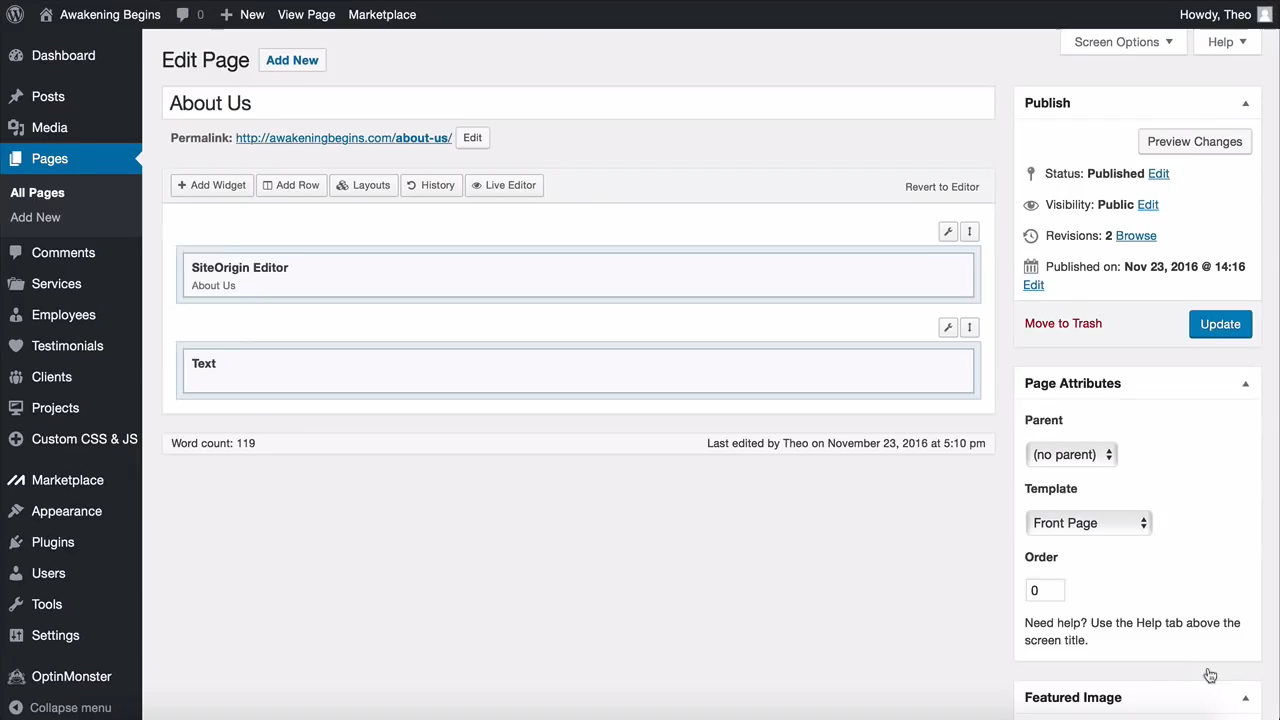 Awakening Begins 0 New View Page Marketplace Howdy, Theo
Screen Options Help
Dashboard
Posts
Media
Pages
All Pages
Add New
Comments
Services
Employees
Testimonials
Clients
Projects
Custom CSS & JS
Marketplace
Appearance
Plugins
Users
Tools
Settings
OptinMonster
Collapse menu
Edit Page Add New
About Us
Permalink: http://awakeningbegins.com/about-us/ Edit
Add Widget Add Row Layouts History Live Editor Revert to Editor
SiteOrigin Editor
About Us
Text
Word count: 119 Last edited by Theo on November 23, 2016 at 5:10 pm
Publish
Preview Changes
Status: Published Edit
Visibility: Public Edit
Revisions: 2 Browse
Published on: Nov 23, 2016 @ 14:16
Edit
Move to Trash Update
Page Attributes
Parent
(no parent)
Template
Front Page
Order
0
Need help? Use the Help tab above the
screen title.
Featured Image